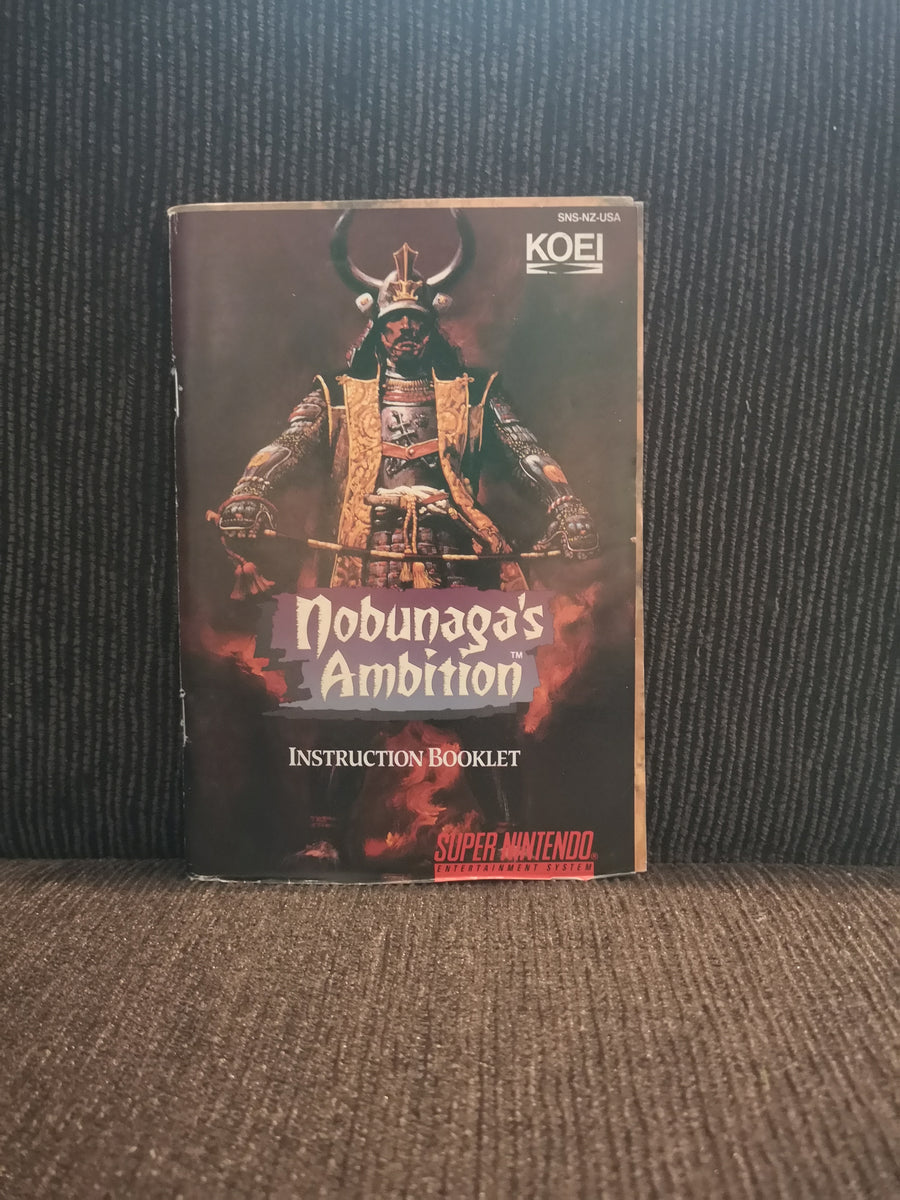 SNS-NZ-USA
KOEI
Nobunaga's
Ambition™
INSTRUCTION BOOKLET
SUPER NINTENDO®
ENTERTAINMENT SYSTEM